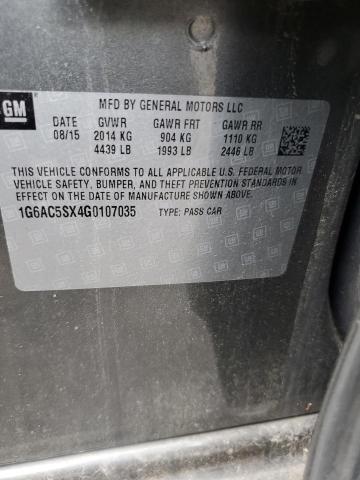 GM
MFD BY GENERAL MOTORS LLC
DATE GVWR GAWR FRT GAWR RR
08/15 2014 KG 904 KG 1110 KG
4439 LB 1993 LB 2446 LB
THIS VEHICLE CONFORMS TO ALL APPLICABLE U.S. FEDERAL MOTOR
VEHICLE SAFETY, BUMPER, AND THEFT PREVENTION STANDARDS IN
EFFECT ON THE DATE OF MANUFACTURE SHOWN ABOVE.
1G6AC5SX4G0107035 TYPE: PASS CAR